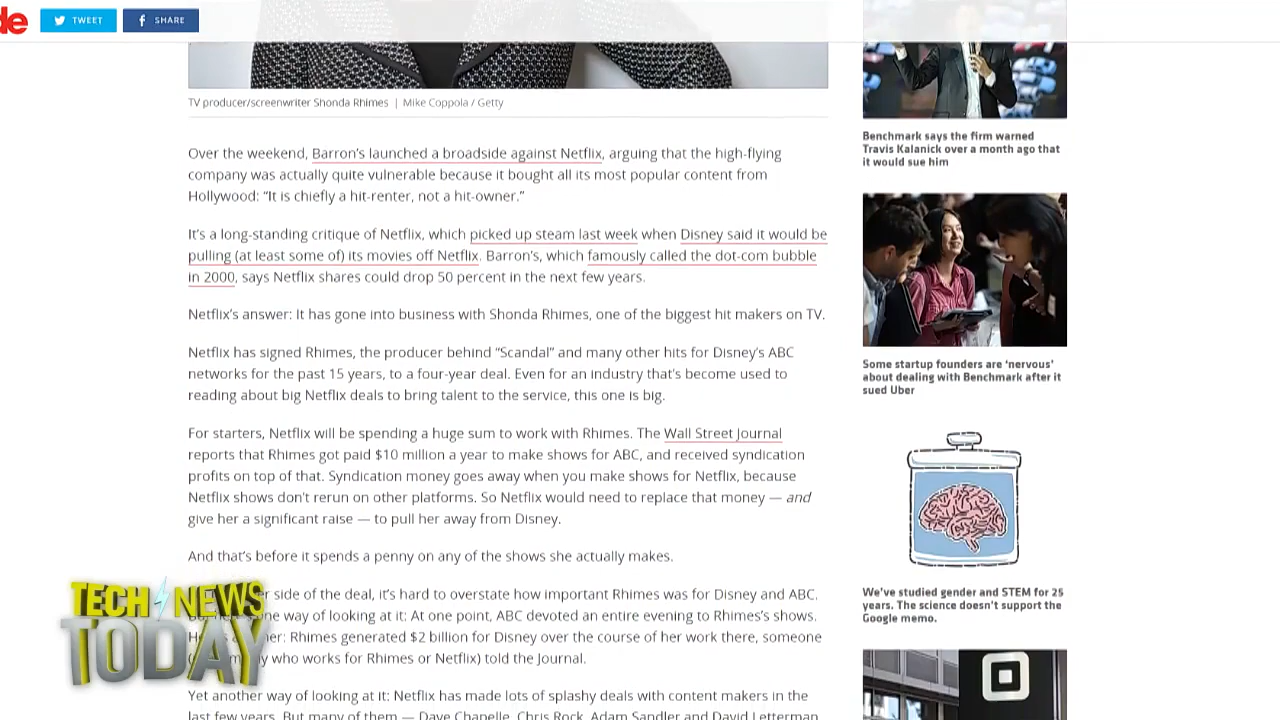 de
TWEET
SHARE
TV producer/screenwriter Shonda Rhimes | Mike Coppola / Getty
Over the weekend, Barron's launched a broadside against Netflix, arguing that the high-flying
company was actually quite vulnerable because it bought all its most popular content from
Hollywood: “It is chiefly a hit-renter, not a hit-owner.”
It's a long-standing critique of Netflix, which picked up steam last week when Disney said it would be
pulling (at least some of) its movies off Netflix. Barron's, which famously called the dot-com bubble
in 2000, says Netflix shares could drop 50 percent in the next few years.
Netflix's answer: It has gone into business with Shonda Rhimes, one of the biggest hit makers on TV.
Netflix has signed Rhimes, the producer behind “Scandal” and many other hits for Disney's ABC
networks for the past 15 years, to a four-year deal. Even for an industry that's become used to
reading about big Netflix deals to bring talent to the service, this one is big.
For starters, Netflix will be spending a huge sum to work with Rhimes. The Wall Street Journal
reports that Rhimes got paid $10 million a year to make shows for ABC, and received syndication
profits on top of that. Syndication money goes away when you make shows for Netflix, because
Netflix shows don't rerun on other platforms. So Netflix would need to replace that money — and
give her a significant raise — to pull her away from Disney.
And that's before it spends a penny on any of the shows she actually makes.
side of the deal, it's hard to overstate how important Rhimes was for Disney and ABC.
way of looking at it: At one point, ABC devoted an entire evening to Rhimes's shows.
Rhimes generated $2 billion for Disney over the course of her work there, someone
who works for Rhimes or Netflix) told the Journal.
Yet another way of looking at it: Netflix has made lots of splashy deals with content makers in the
last few years. But many of them — Dave Chapelle, Chris Rock, Adam Sandler and David Letterman
Benchmark says the firm warned
Travis Kalanick over a month ago that
it would sue him
Some startup founders are ‘nervous’
about dealing with Benchmark after it
sued Uber
We've studied gender and STEM for 25
years. The science doesn't support the
Google memo.
TECH NEWS
TODAY